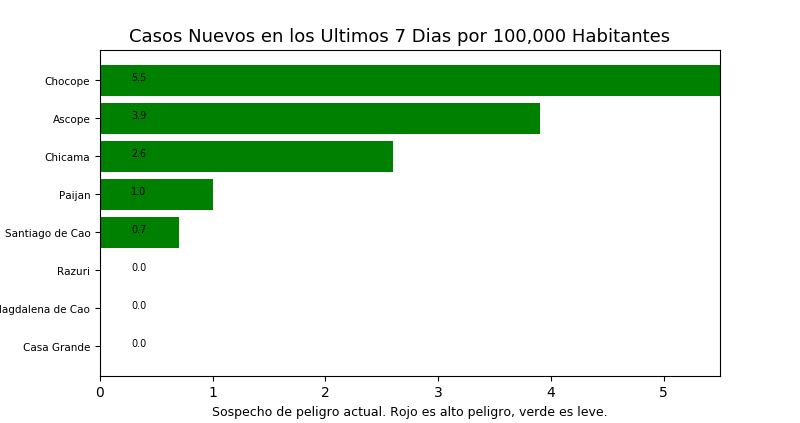 Casos Nuevos en los Ultimos 7 Dias por 100,000 Habitantes
Chocope 5.5
Ascope 3.9
Chicama 2.6
Paijan 1.0
Santiago de Cao 0.7
Razuri 0.0
agdalena de Cao 0.0
Casa Grande 0.0
0 1 2 3 4 5
Sospecho de peligro actual. Rojo es alto peligro, verde es leve.